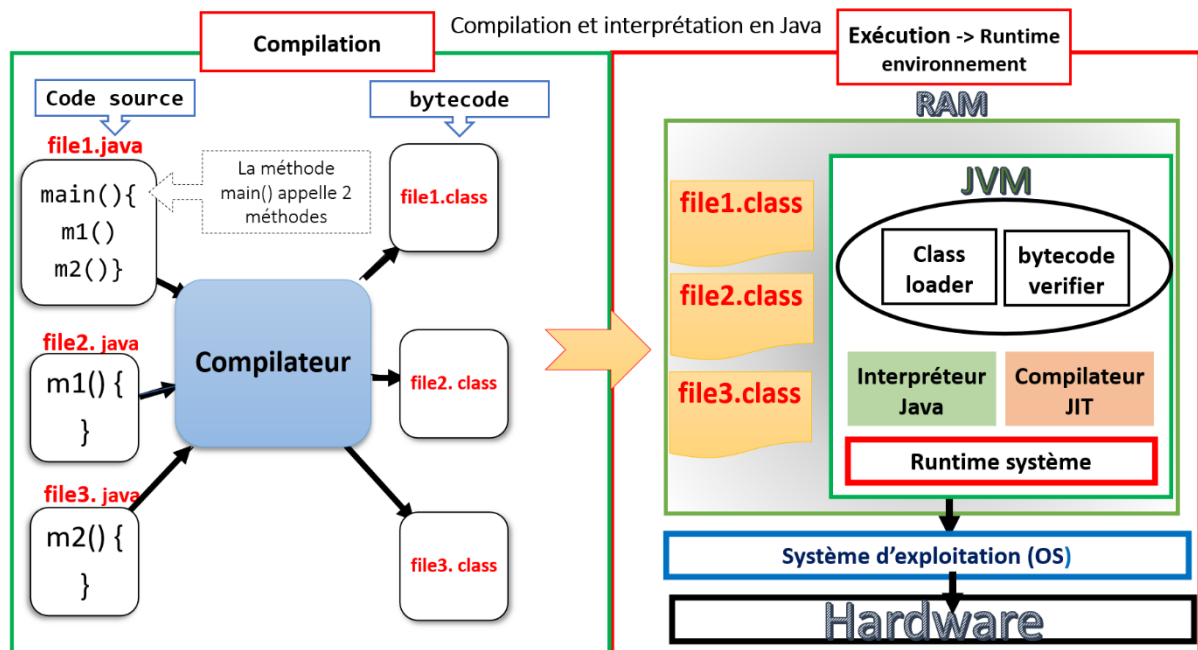 Compilation et interprétation en Java
Compilation
Code source
bytecode
file1.java
main(){
m1()
m2()}
La méthode
main() appelle 2
méthodes
file1.class
file2. java
m1() {
}
Compilateur
file2. class
file3. java
m2() {
}
file3. class
Exécution -> Runtime
environnement
RAM
file1.class
file2.class
file3.class
JVM
Class
loader
bytecode
verifier
Interpréteur
Java
Compilateur
JIT
Runtime système
Système d’exploitation (OS)
Hardware